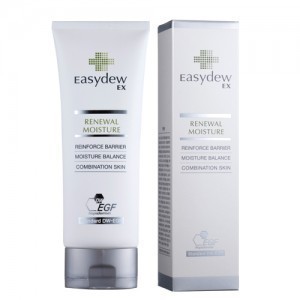 EASYDEW
EX
RENEWAL
MOISTURE
REINFORCE BARRIER
MOISTURE BALANCE
COMBINATION SKIN
EGF
EASYDEW
EX
RENEWAL
MOISTURE
REINFORCE BARRIER
MOISTURE BALANCE
COMBINATION SKIN
EGF